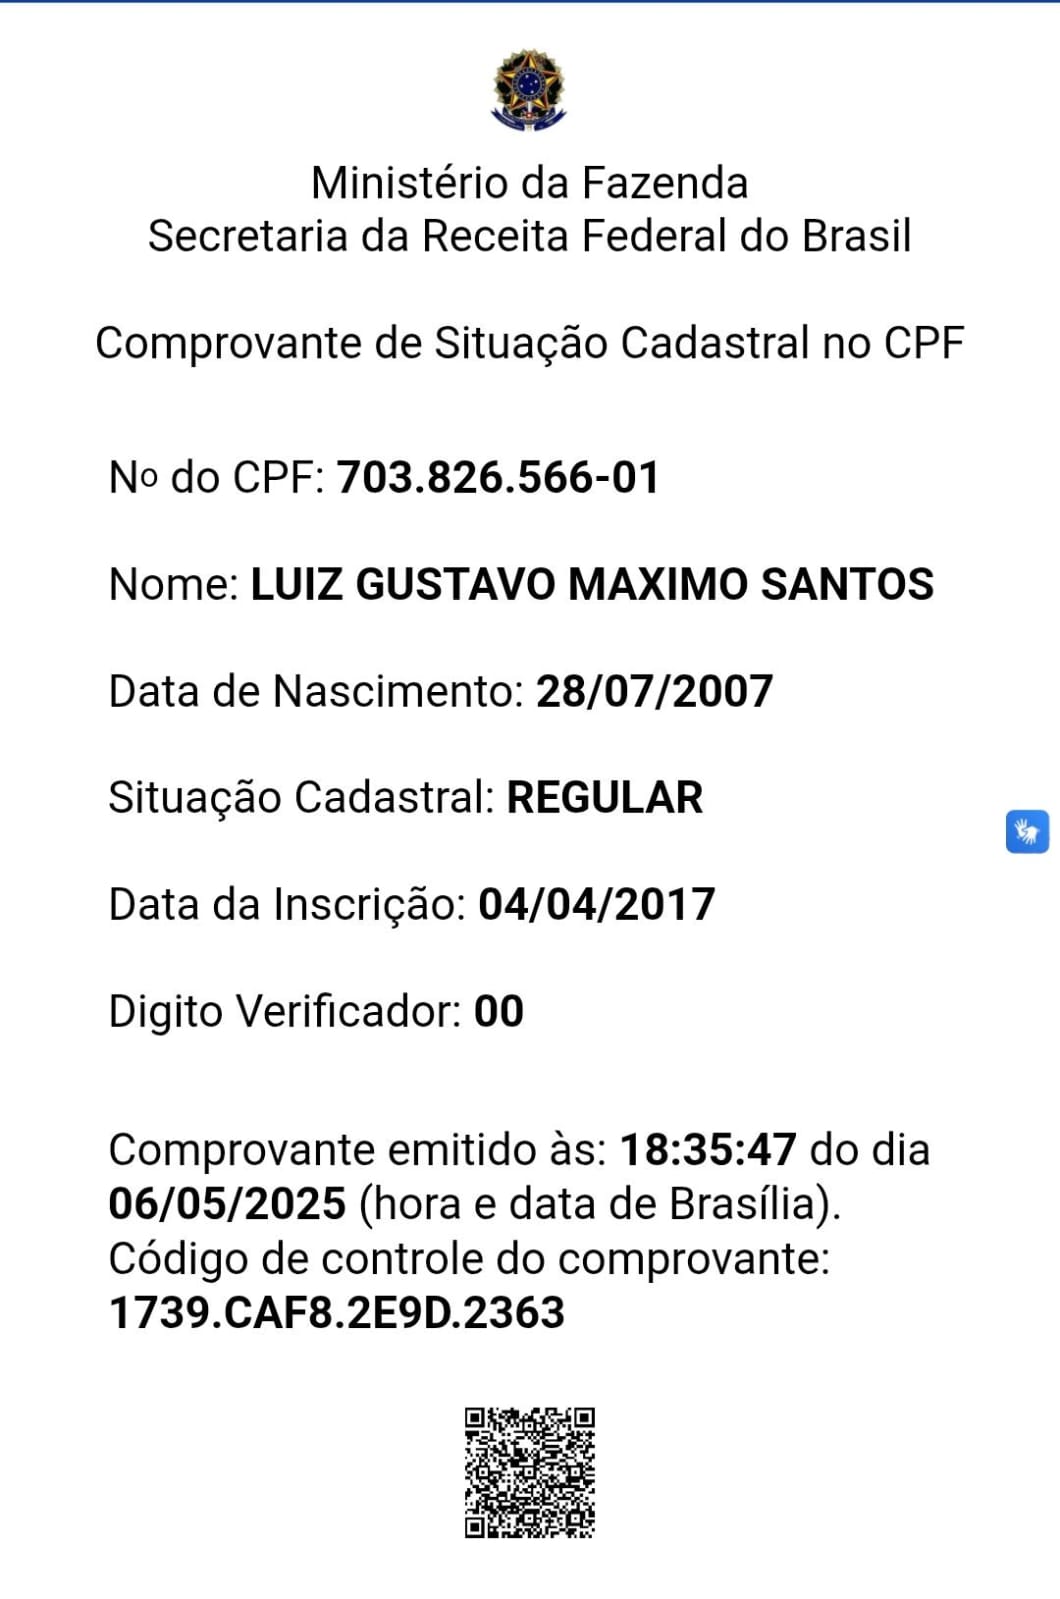 Ministério da Fazenda
Secretaria da Receita Federal do Brasil
Comprovante de Situação Cadastral no CPF
Nº do CPF: 703.826.566-01
Nome: LUIZ GUSTAVO MAXIMO SANTOS
Data de Nascimento: 28/07/2007
Situação Cadastral: REGULAR
Data da Inscrição: 04/04/2017
Digito Verificador: 00
Comprovante emitido às: 18:35:47 do dia
06/05/2025 (hora e data de Brasília).
Código de controle do comprovante:
1739.CAF8.2E9D.2363